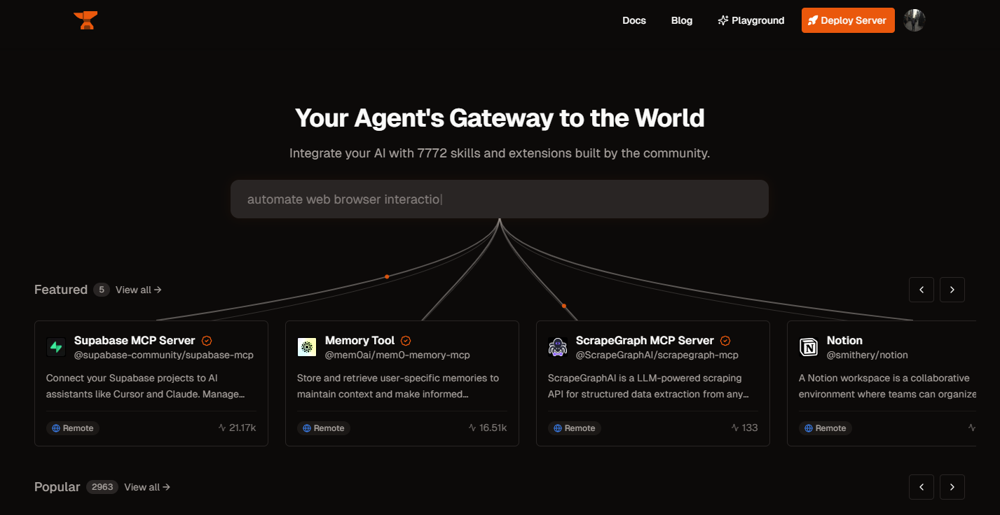 Docs Blog Playground Deploy Server
Your Agent's Gateway to the World
Integrate your AI with 7772 skills and extensions built by the community.
automate web browser interactio
Featured 5 View all →
Supabase MCP Server
@supabase-community/supabase-mcp
Connect your Supabase projects to AI
assistants like Cursor and Claude. Manage...
Remote 21.17k
Memory Tool
@mem0ai/mem0-memory-mcp
Store and retrieve user-specific memories to
maintain context and make informed...
Remote 16.51k
ScrapeGraph MCP Server
@ScrapeGraphAI/scrapegraph-mcp
ScrapeGraphAI is a LLM-powered scraping
API for structured data extraction from any...
Remote 133
Notion
@smithery/notion
A Notion workspace is a collaborative
environment where teams can organize
Remote
Popular 2963 View all →